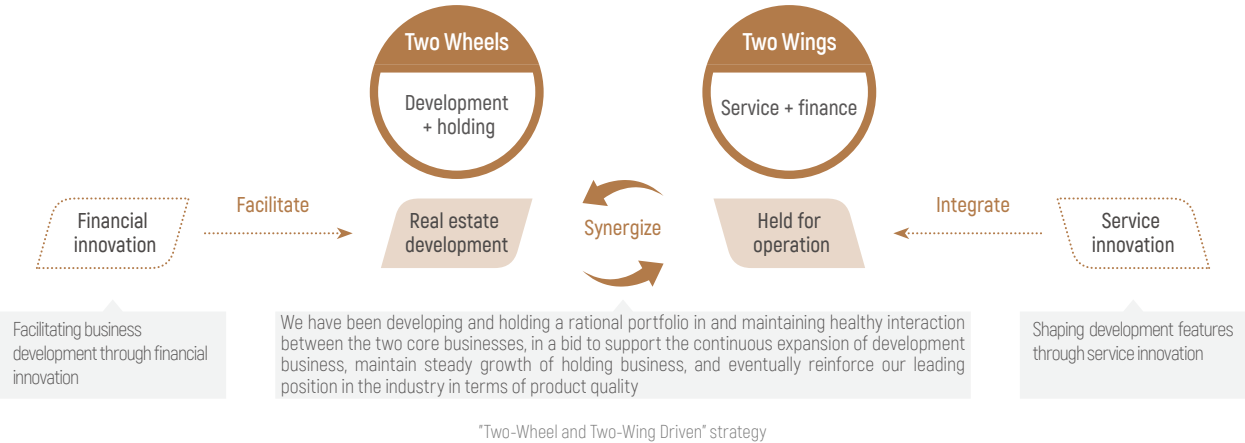 Two Wheels
Development
+ holding
Two Wings
Service + finance
Financial
innovation
Facilitate
Real estate
development
Synergize
Held for
operation
Integrate
Service
innovation
Facilitating business
development through financial
innovation
We have been developing and holding a rational portfolio in and maintaining healthy interaction
between the two core businesses, in a bid to support the continuous expansion of development
business, maintain steady growth of holding business, and eventually reinforce our leading
position in the industry in terms of product quality
Shaping development features
through service innovation
"Two-Wheel and Two-Wing Driven" strategy